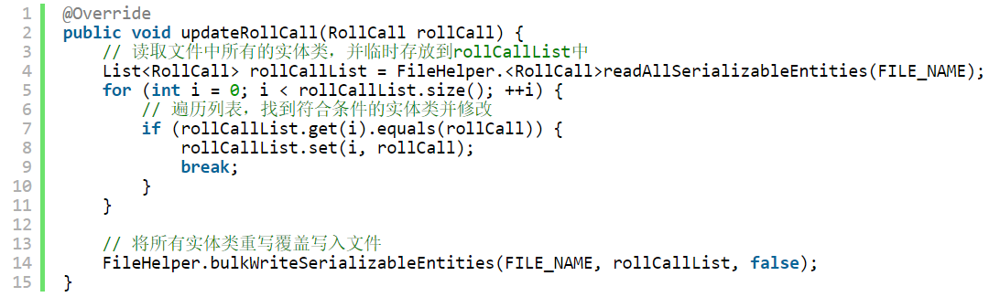 1 @Override
2 public void updateRollCall(RollCall rollCall) {
3     // 读取文件中所有的实体类，并临时存放到rollCallList中
4     List<RollCall> rollCallList = FileHelper.<RollCall>readAllSerializableEntities(FILE_NAME);
5     for (int i = 0; i < rollCallList.size(); ++i) {
6         // 遍历列表，找到符合条件的实体类并修改
7         if (rollCallList.get(i).equals(rollCall)) {
8             rollCallList.set(i, rollCall);
9             break;
10         }
11     }
12
13     // 将所有实体类重写覆盖写入文件
14     FileHelper.bulkWriteSerializableEntities(FILE_NAME, rollCallList, false);
15 }